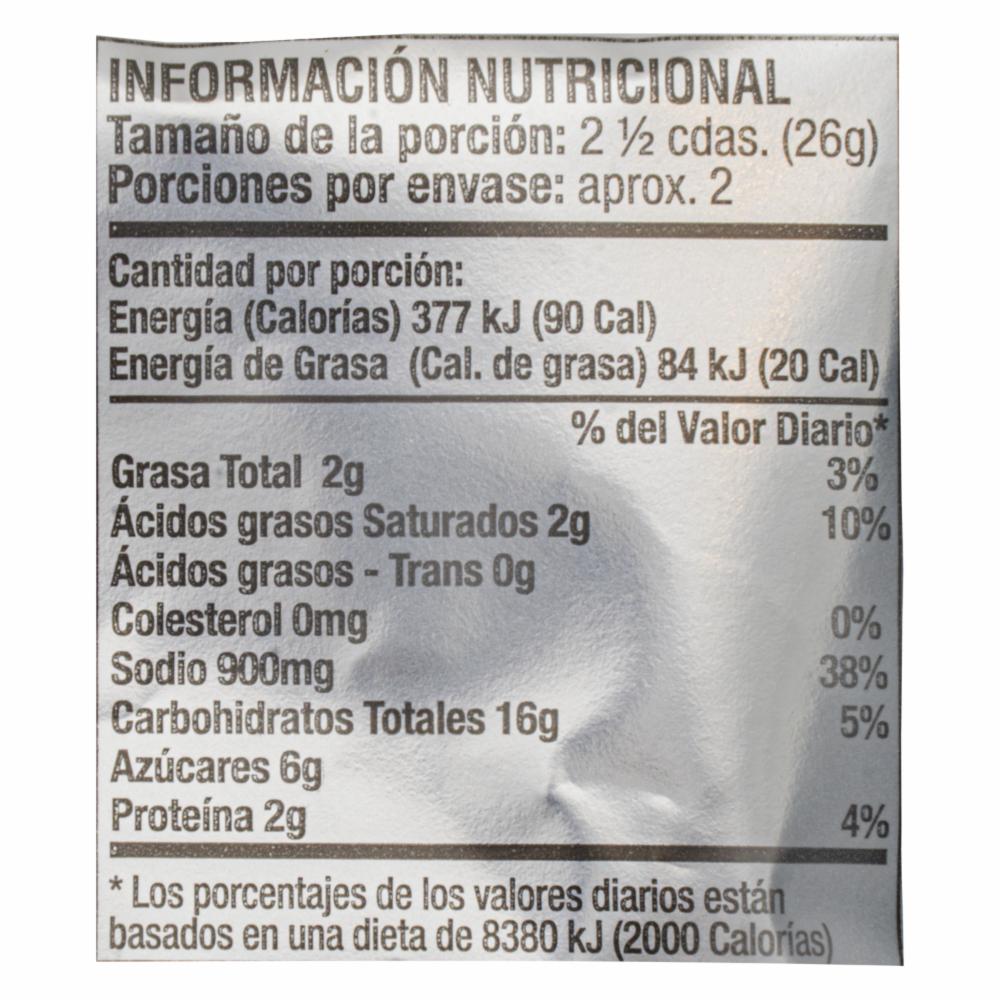 INFORMACIÓN NUTRICIONAL
Tamaño de la porción: 2 ½ cdas. (26g)
Porciones por envase: aprox. 2
Cantidad por porción:
Energía (Calorías) 377 kJ (90 Cal)
Energía de Grasa (Cal. de grasa) 84 kJ (20 Cal)
% del Valor Diario*
Grasa Total 2g 3%
Ácidos grasos Saturados 2g 10%
Ácidos grasos - Trans 0g
Colesterol 0mg 0%
Sodio 900mg 38%
Carbohidratos Totales 16g 5%
Azúcares 6g
Proteína 2g 4%
* Los porcentajes de los valores diarios están
basados en una dieta de 8380 kJ (2000 Calorías)